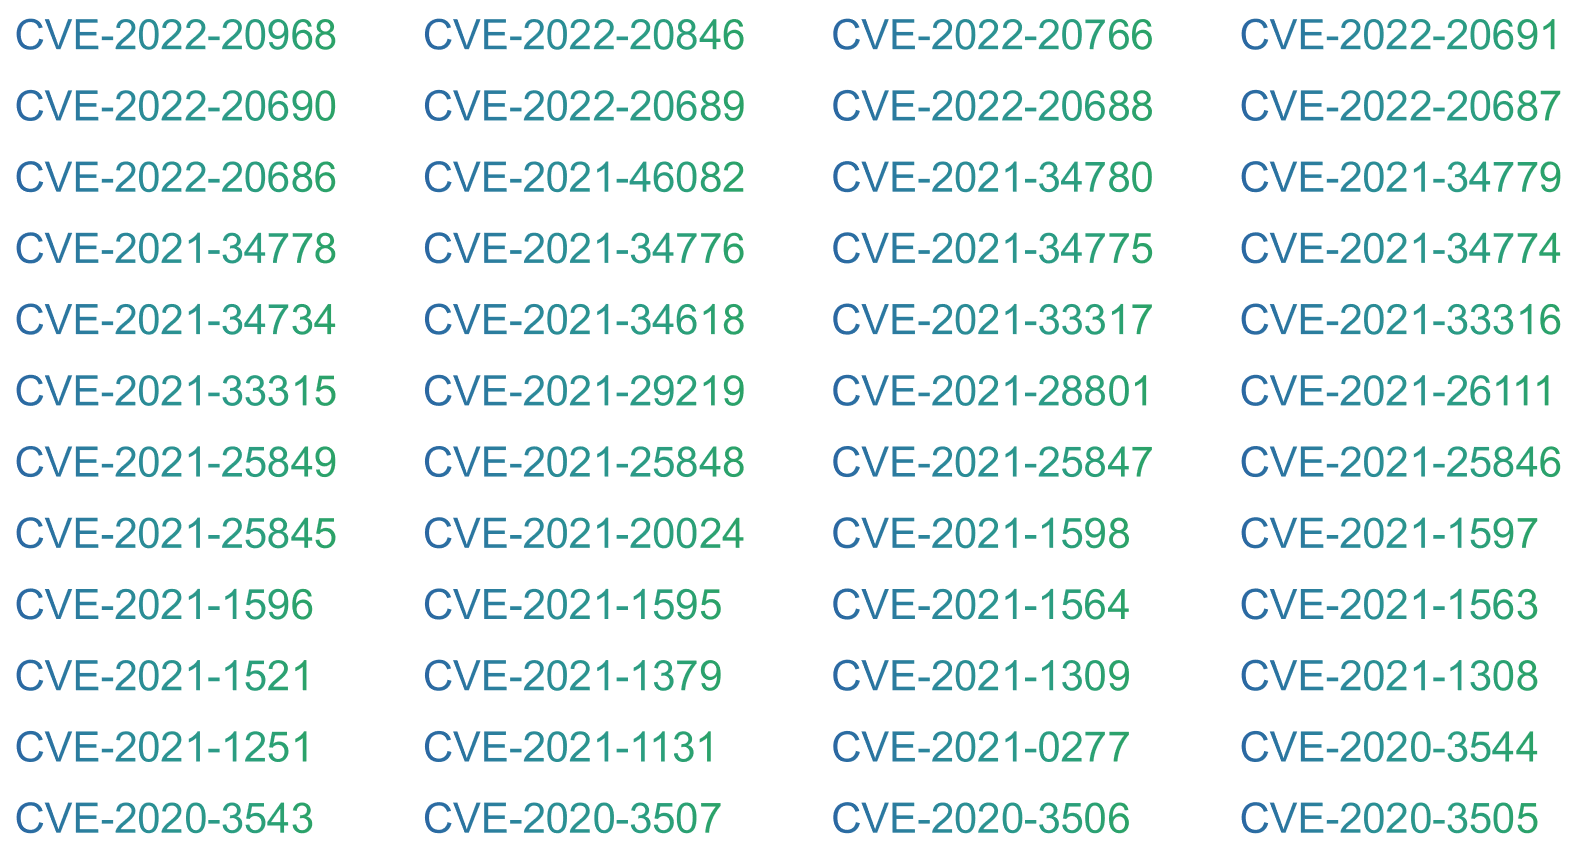 CVE-2022-20968 CVE-2022-20846 CVE-2022-20766 CVE-2022-20691
CVE-2022-20690 CVE-2022-20689 CVE-2022-20688 CVE-2022-20687
CVE-2022-20686 CVE-2021-46082 CVE-2021-34780 CVE-2021-34779
CVE-2021-34778 CVE-2021-34776 CVE-2021-34775 CVE-2021-34774
CVE-2021-34734 CVE-2021-34618 CVE-2021-33317 CVE-2021-33316
CVE-2021-33315 CVE-2021-29219 CVE-2021-28801 CVE-2021-26111
CVE-2021-25849 CVE-2021-25848 CVE-2021-25847 CVE-2021-25846
CVE-2021-25845 CVE-2021-20024 CVE-2021-1598 CVE-2021-1597
CVE-2021-1596 CVE-2021-1595 CVE-2021-1564 CVE-2021-1563
CVE-2021-1521 CVE-2021-1379 CVE-2021-1309 CVE-2021-1308
CVE-2021-1251 CVE-2021-1131 CVE-2021-0277 CVE-2020-3544
CVE-2020-3543 CVE-2020-3507 CVE-2020-3506 CVE-2020-3505